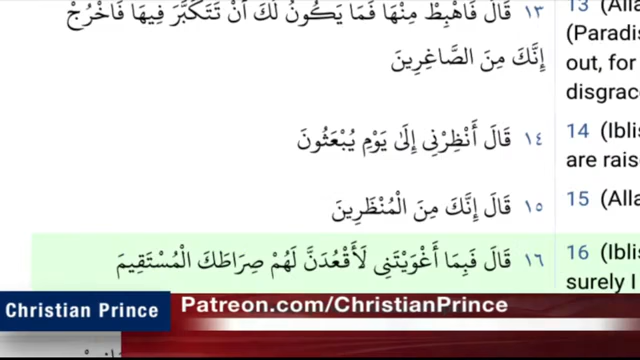 ١٣ قَالَ فَاهْبِطْ مِنْهَا فَمَا يَكُونُ لَكَ أَنْ تَتَكَبَّرَ فِيهَا فَاخْرُجْ
إِنَّكَ مِنَ الصَّاغِرِينَ
١٤ قَالَ أَنْظِرْنِي إِلَىٰ يَوْمِ يُبْعَثُونَ
١٥ قَالَ إِنَّكَ مِنَ الْمُنْظَرِينَ
١٦ قَالَ فَبِمَا أَغْوَيْتَنِي لَأَقْعُدَنَّ لَهُمْ صِرَاطَكَ الْمُسْتَقِيمَ
13 (Alla
(Paradis
out, for
disgrac
14 (Iblis
are rais
15 (Alla
16 (Iblis
surely I
Christian Prince
Patreon.com/ChristianPrince